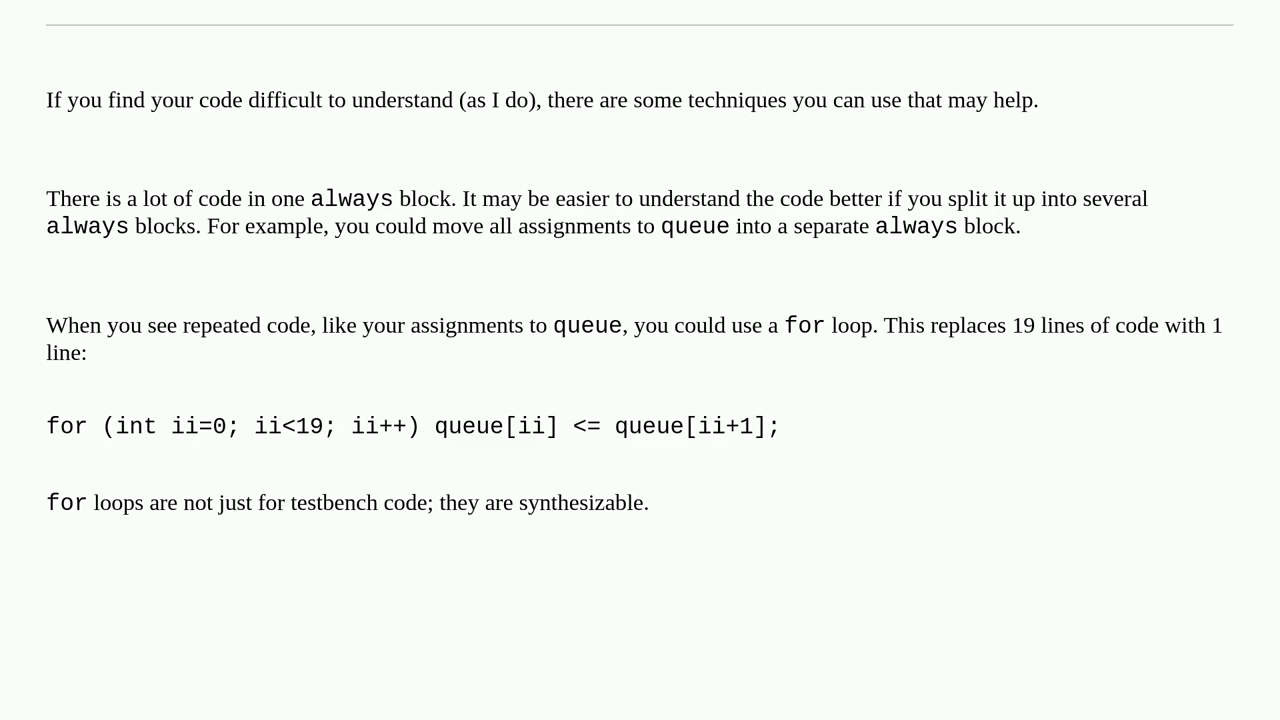 If you find your code difficult to understand (as I do), there are some techniques you can use that may help.
There is a lot of code in one always block. It may be easier to understand the code better if you split it up into several
always blocks. For example, you could move all assignments to queue into a separate always block.
When you see repeated code, like your assignments to queue, you could use a for loop. This replaces 19 lines of code with 1
line:
for (int ii=0; ii<19; ii++) queue[ii] <= queue[ii+1];
for loops are not just for testbench code; they are synthesizable.